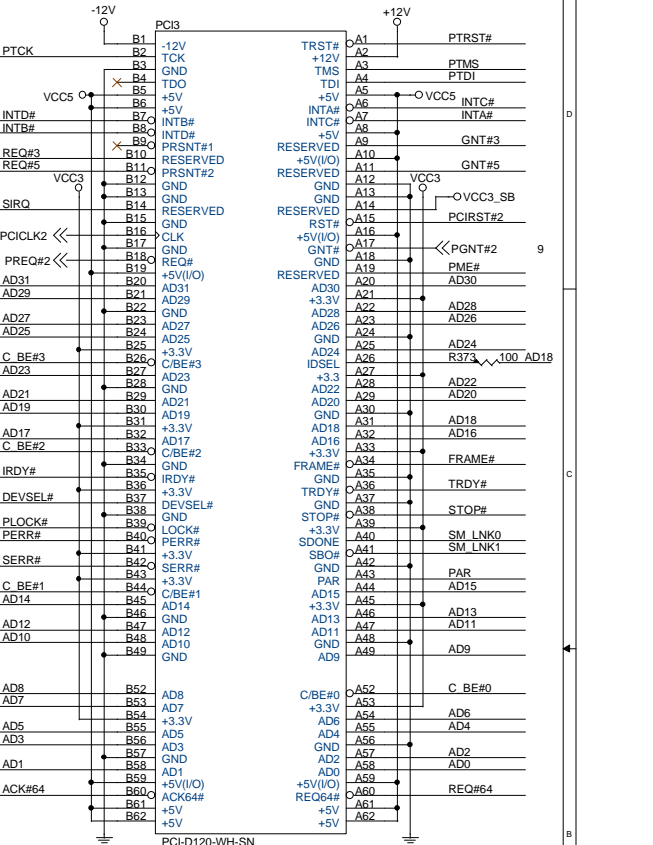 -12V +12V
PCI3
B1 -12V TRST# A1 PTRST#
PTCK B2 TCK +12V A2
B3 GND TMS A3 PTMS
B4 TDO TDI A4 PTDI
VCC5 B5 +5V +5V A5 VCC5
B6 +5V INTA# A6 INTC#
INTD# B7 INTB# INTC# A7 INTA#
INTB# B8 INTD# +5V A8
B9 PRSNT#1 RESERVED A9 GNT#3
REQ#3 B10 RESERVED +5V(I/O) A10
REQ#5 B11 PRSNT#2 RESERVED A11 GNT#5
VCC3 B12 GND GND A12 VCC3
B13 GND GND A13 VCC3_SB
SIRQ B14 RESERVED RESERVED A14
B15 GND RST# A15 PCIRST#2
PCICLK2 B16 CLK +5V(I/O) A16
B17 GND GNT# A17 PGNT#2 9
PREQ#2 B18 REQ# GND A18
B19 +5V(I/O) RESERVED A19 PME#
AD31 B20 AD31 AD30 A20 AD30
AD29 B21 AD29 +3.3V A21
B22 GND AD28 A22 AD28
AD27 B23 AD27 AD26 A23 AD26
AD25 B24 AD25 GND A24
B25 +3.3V AD24 A25 AD24
C_BE#3 B26 C/BE#3 IDSEL A26 R373 100 AD18
AD23 B27 AD23 +3.3 A27
B28 GND AD22 A28 AD22
AD21 B29 AD21 AD20 A29 AD20
AD19 B30 AD19 GND A30
B31 +3.3V AD18 A31 AD18
AD17 B32 AD17 AD16 A32 AD16
C_BE#2 B33 C/BE#2 +3.3V A33
B34 GND FRAME# A34 FRAME#
IRDY# B35 IRDY# GND A35
B36 +3.3V TRDY# A36 TRDY#
DEVSEL# B37 DEVSEL# GND A37
B38 GND STOP# A38 STOP#
PLOCK# B39 LOCK# +3.3V A39
PERR# B40 PERR# SDONE A40 SM_LNK0
B41 +3.3V SBO# A41 SM_LNK1
SERR# B42 SERR# GND A42
B43 +3.3V PAR A43 PAR
C_BE#1 B44 C/BE#1 AD15 A44 AD15
AD14 B45 AD14 +3.3V A45
B46 GND AD13 A46 AD13
AD12 B47 AD12 AD11 A47 AD11
AD10 B48 AD10 GND A48
B49 GND AD9 A49 AD9
AD8 B52 AD8 C/BE#0 A52 C_BE#0
AD7 B53 AD7 +3.3V A53
B54 +3.3V AD6 A54 AD6
AD5 B55 AD5 AD4 A55 AD4
AD3 B56 AD3 GND A56
B57 GND AD2 A57 AD2
AD1 B58 AD1 AD0 A58 AD0
B59 +5V(I/O) +5V(I/O) A59
ACK#64 B60 ACK64# REQ64# A60 REQ#64
B61 +5V +5V A61
B62 +5V +5V A62
PCI-D120-WH-SN
D
C
B